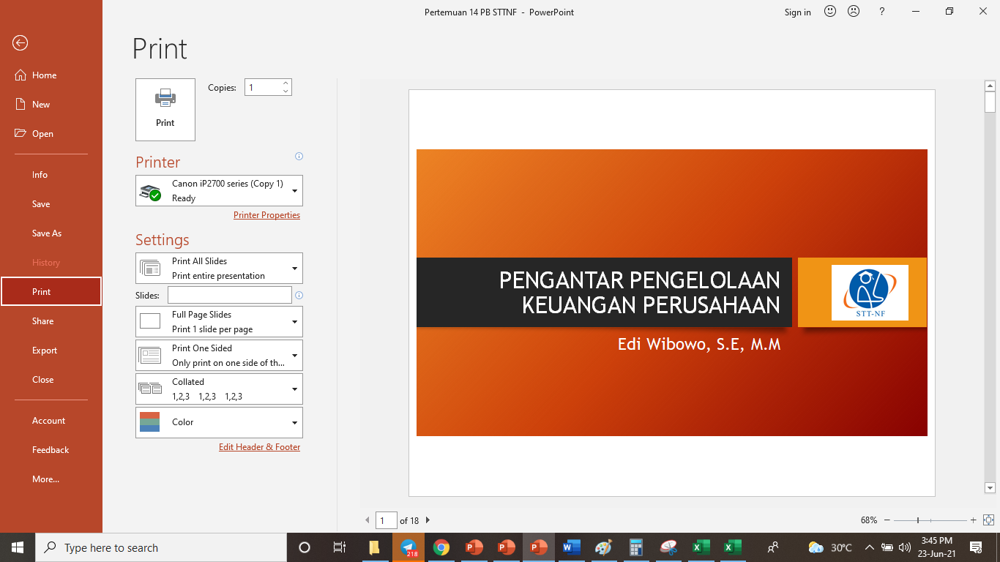 Pertemuan 14 PB STTNF - PowerPoint
Sign in
?
Print
Home
New
Open
Info
Save
Save As
History
Print
Share
Export
Close
Account
Feedback
More...
Print
Copies: 1
Printer
Canon iP2700 series (Copy 1)
Ready
Printer Properties
Settings
Print All Slides
Print entire presentation
Slides:
Full Page Slides
Print 1 slide per page
Print One Sided
Only print on one side of th...
Collated
1,2,3 1,2,3 1,2,3
Color
Edit Header & Footer
PENGANTAR PENGELOLAAN
KEUANGAN PERUSAHAAN
STT-NF
Edi Wibowo, S.E, M.M
1 of 18
68%
Type here to search
218
30°C
3:45 PM
23-Jun-21